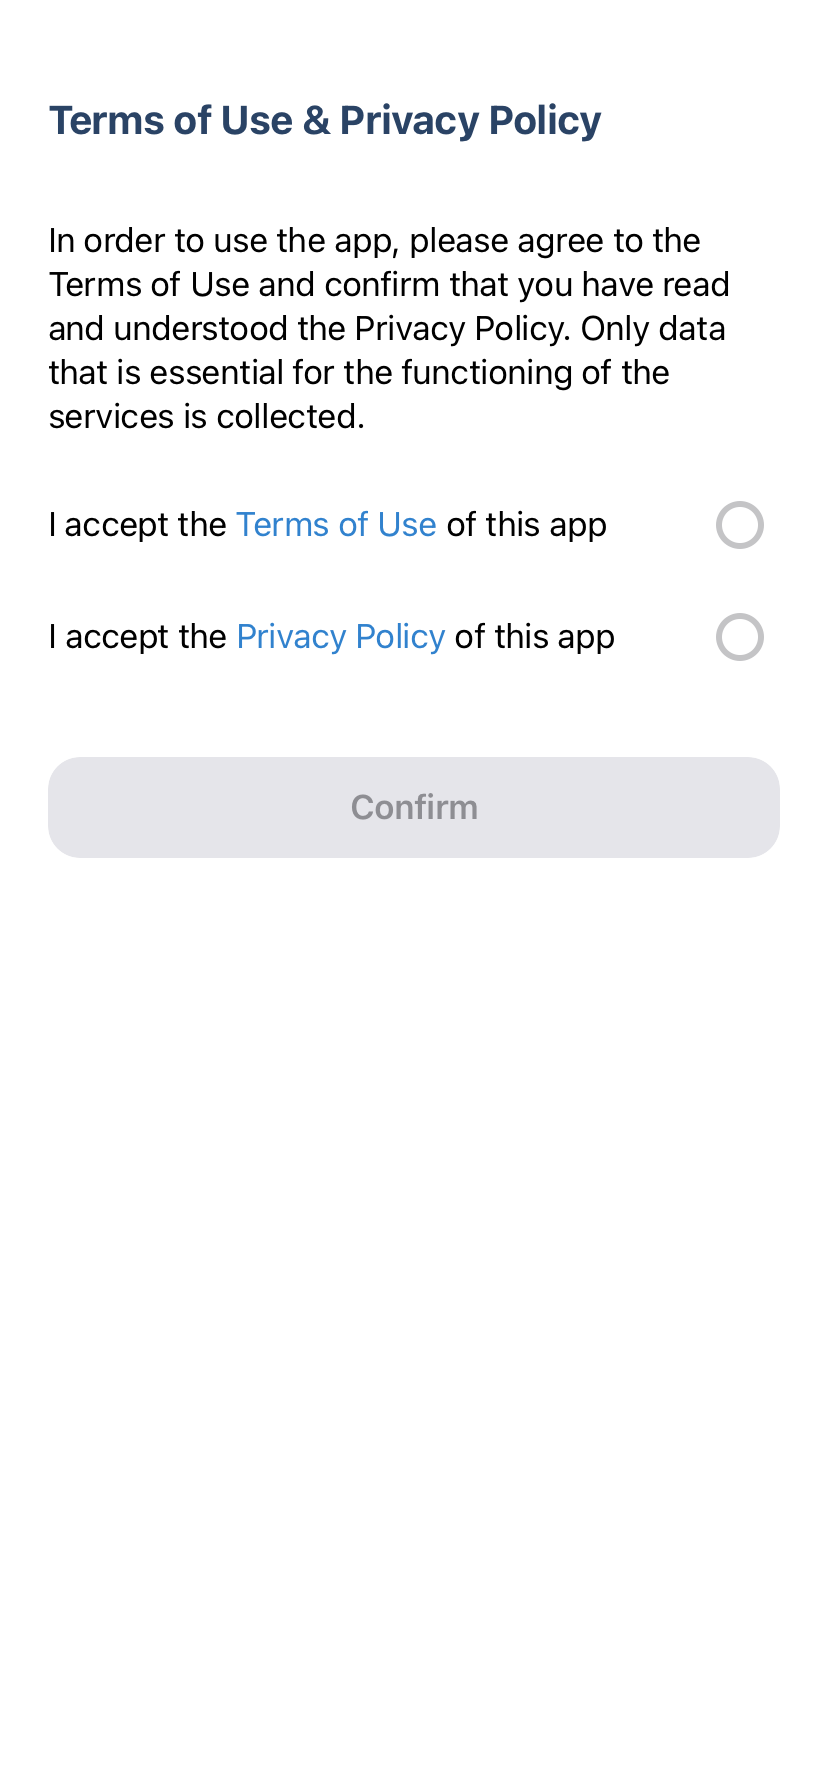 Terms of Use & Privacy Policy
In order to use the app, please agree to the
Terms of Use and confirm that you have read
and understood the Privacy Policy. Only data
that is essential for the functioning of the
services is collected.
I accept the Terms of Use of this app
I accept the Privacy Policy of this app
Confirm